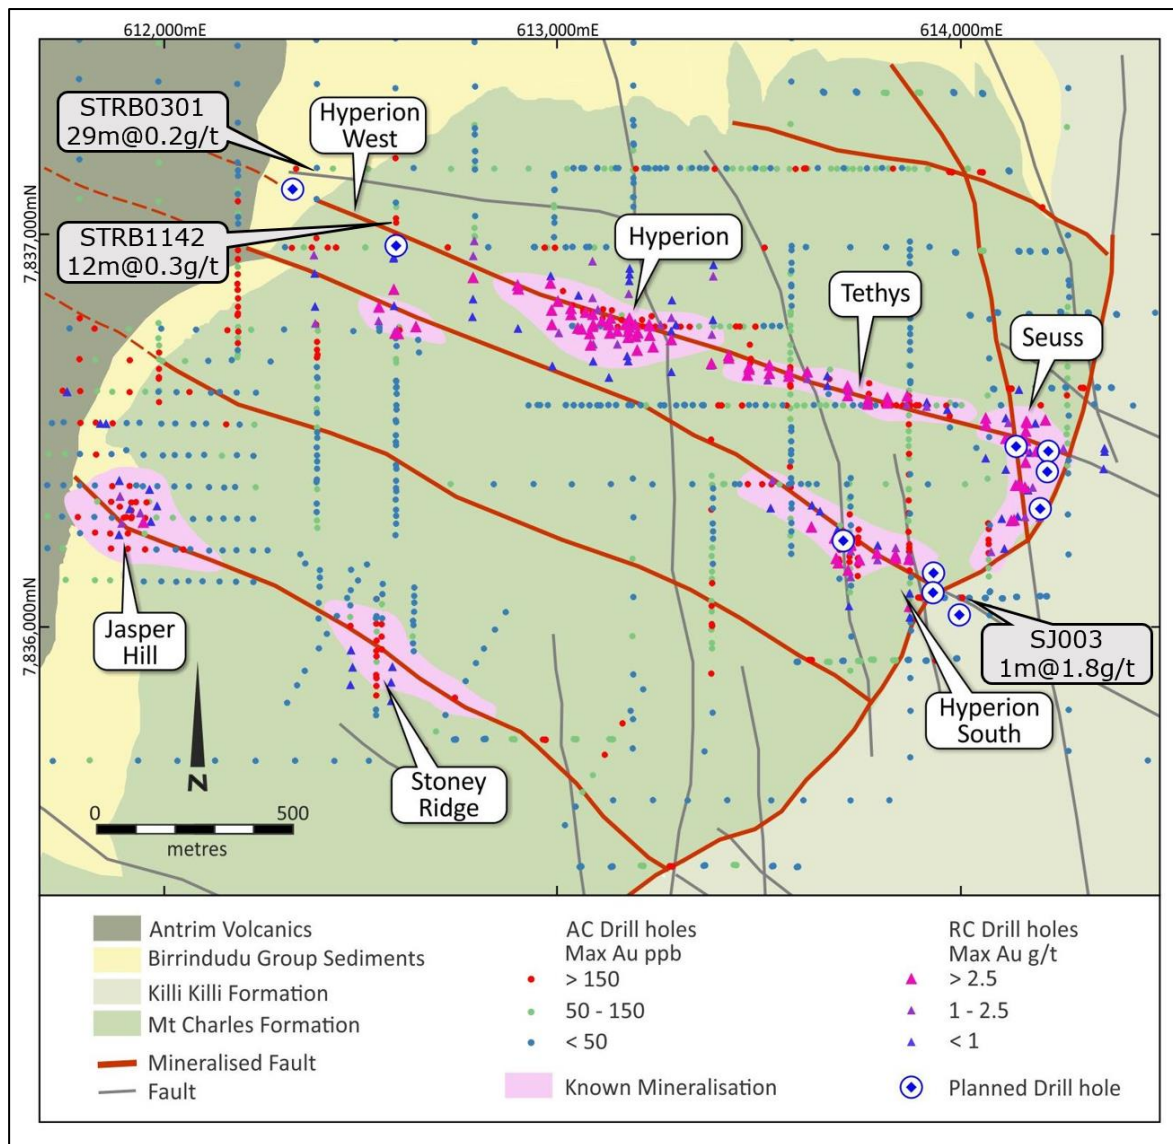 612,000mE
613,000mE
614,000mE
7,837,000mN
7,836,000mN
STRB0301
29m@0.2g/t
Hyperion
West
STRB1142
12m@0.3g/t
Hyperion
Tethys
Seuss
Jasper
Hill
Stoney
Ridge
Hyperion
South
SJ003
1m@1.8g/t
N
0
500
metres
Antrim Volcanics
Birrindudu Group Sediments
Killi Killi Formation
Mt Charles Formation
Mineralised Fault
Fault
AC Drill holes
Max Au ppb
> 150
50 - 150
< 50
Known Mineralisation
RC Drill holes
Max Au g/t
> 2.5
1 - 2.5
< 1
Planned Drill hole